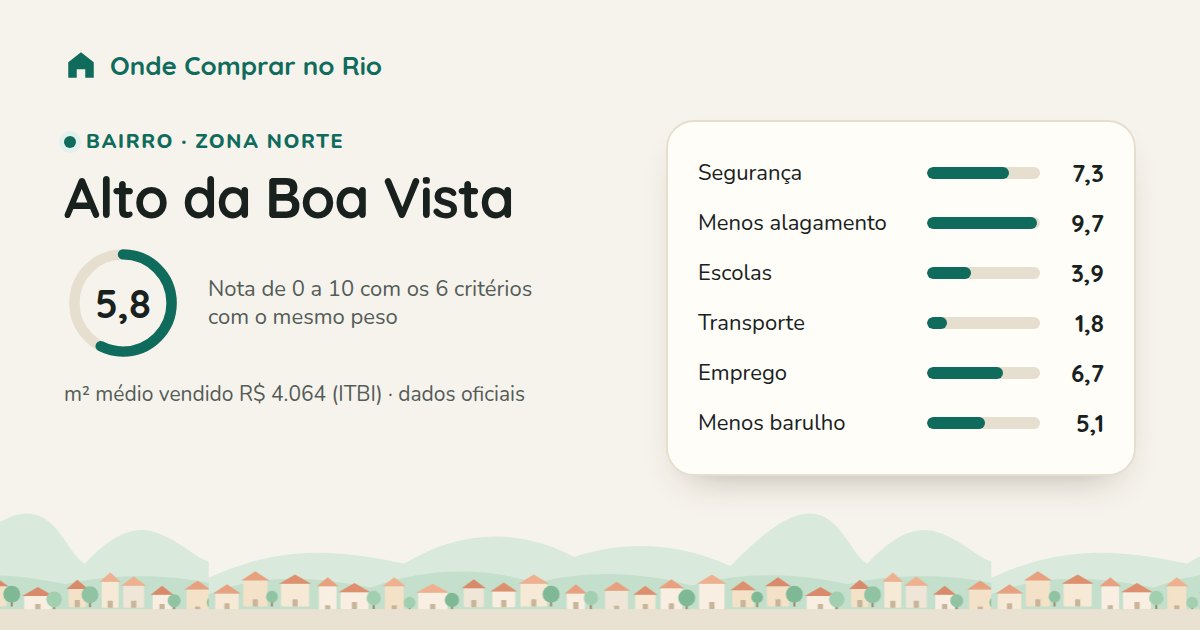 Onde Comprar no Rio
BAIRRO · ZONA NORTE
Alto da Boa Vista
5,8
Nota de 0 a 10 com os 6 critérios
com o mesmo peso
m² médio vendido R$ 4.064 (ITBI) · dados oficiais
Segurança 7,3
Menos alagamento 9,7
Escolas 3,9
Transporte 1,8
Emprego 6,7
Menos barulho 5,1